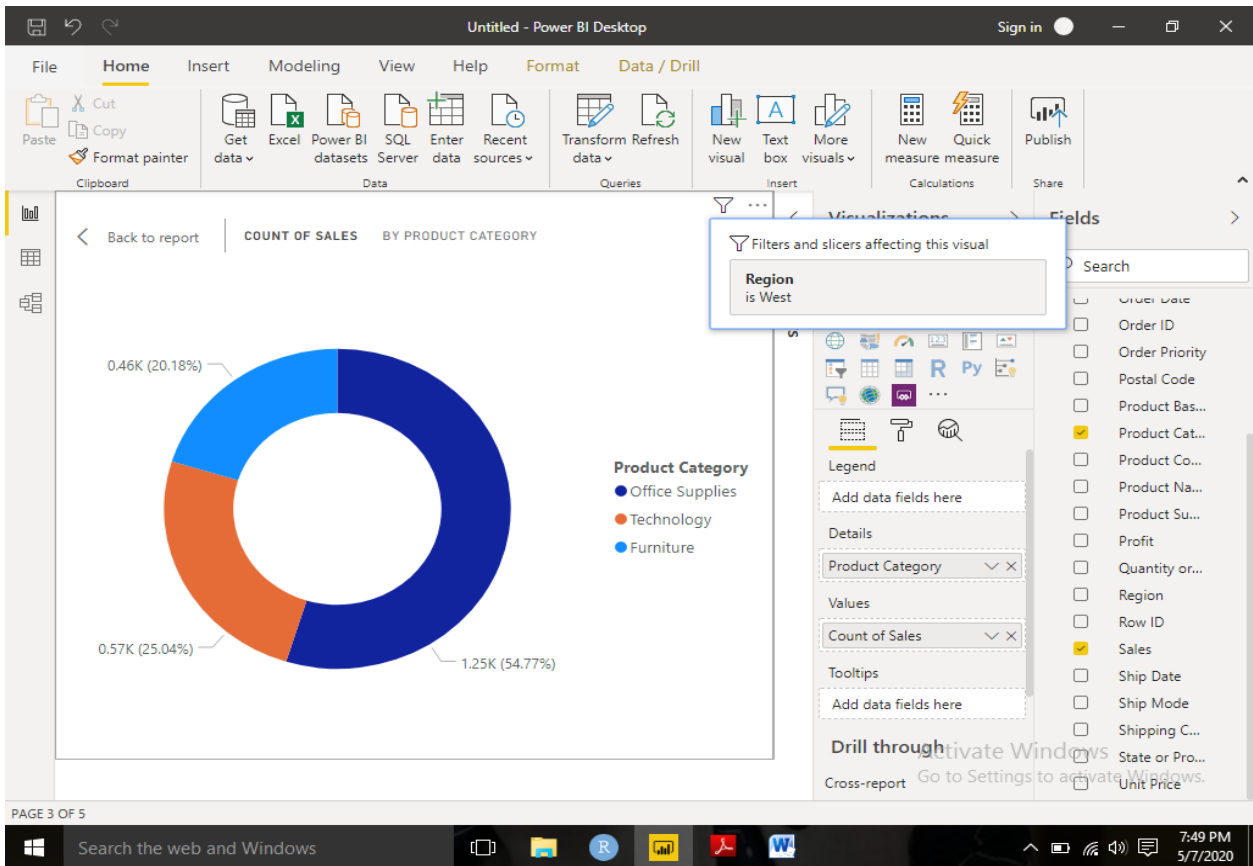 Untitled - Power BI Desktop
Sign in
File Home Insert Modeling View Help Format Data / Drill
Paste
Cut
Copy
Format painter
Clipboard
Get data
Excel
Power BI datasets
SQL Server
Enter data
Recent sources
Data
Transform data
Refresh
Queries
New visual
Text box
More visuals
Insert
New measure
Quick measure
Calculations
Publish
Share
Back to report
COUNT OF SALES BY PRODUCT CATEGORY
0.46K (20.18%)
0.57K (25.04%)
1.25K (54.77%)
Product Category
Office Supplies
Technology
Furniture
Filters and slicers affecting this visual
Region
is West
Visualizations
R Py
Legend
Add data fields here
Details
Product Category
Values
Count of Sales
Tooltips
Add data fields here
Drill through
Cross-report
Fields
Search
Order Date
Order ID
Order Priority
Postal Code
Product Bas...
Product Cat...
Product Co...
Product Na...
Product Su...
Profit
Quantity or...
Region
Row ID
Sales
Ship Date
Ship Mode
Shipping C...
State or Pro...
Unit Price
Activate Windows
Go to Settings to activate Windows.
PAGE 3 OF 5
Search the web and Windows
R
W
7:49 PM
5/7/2020